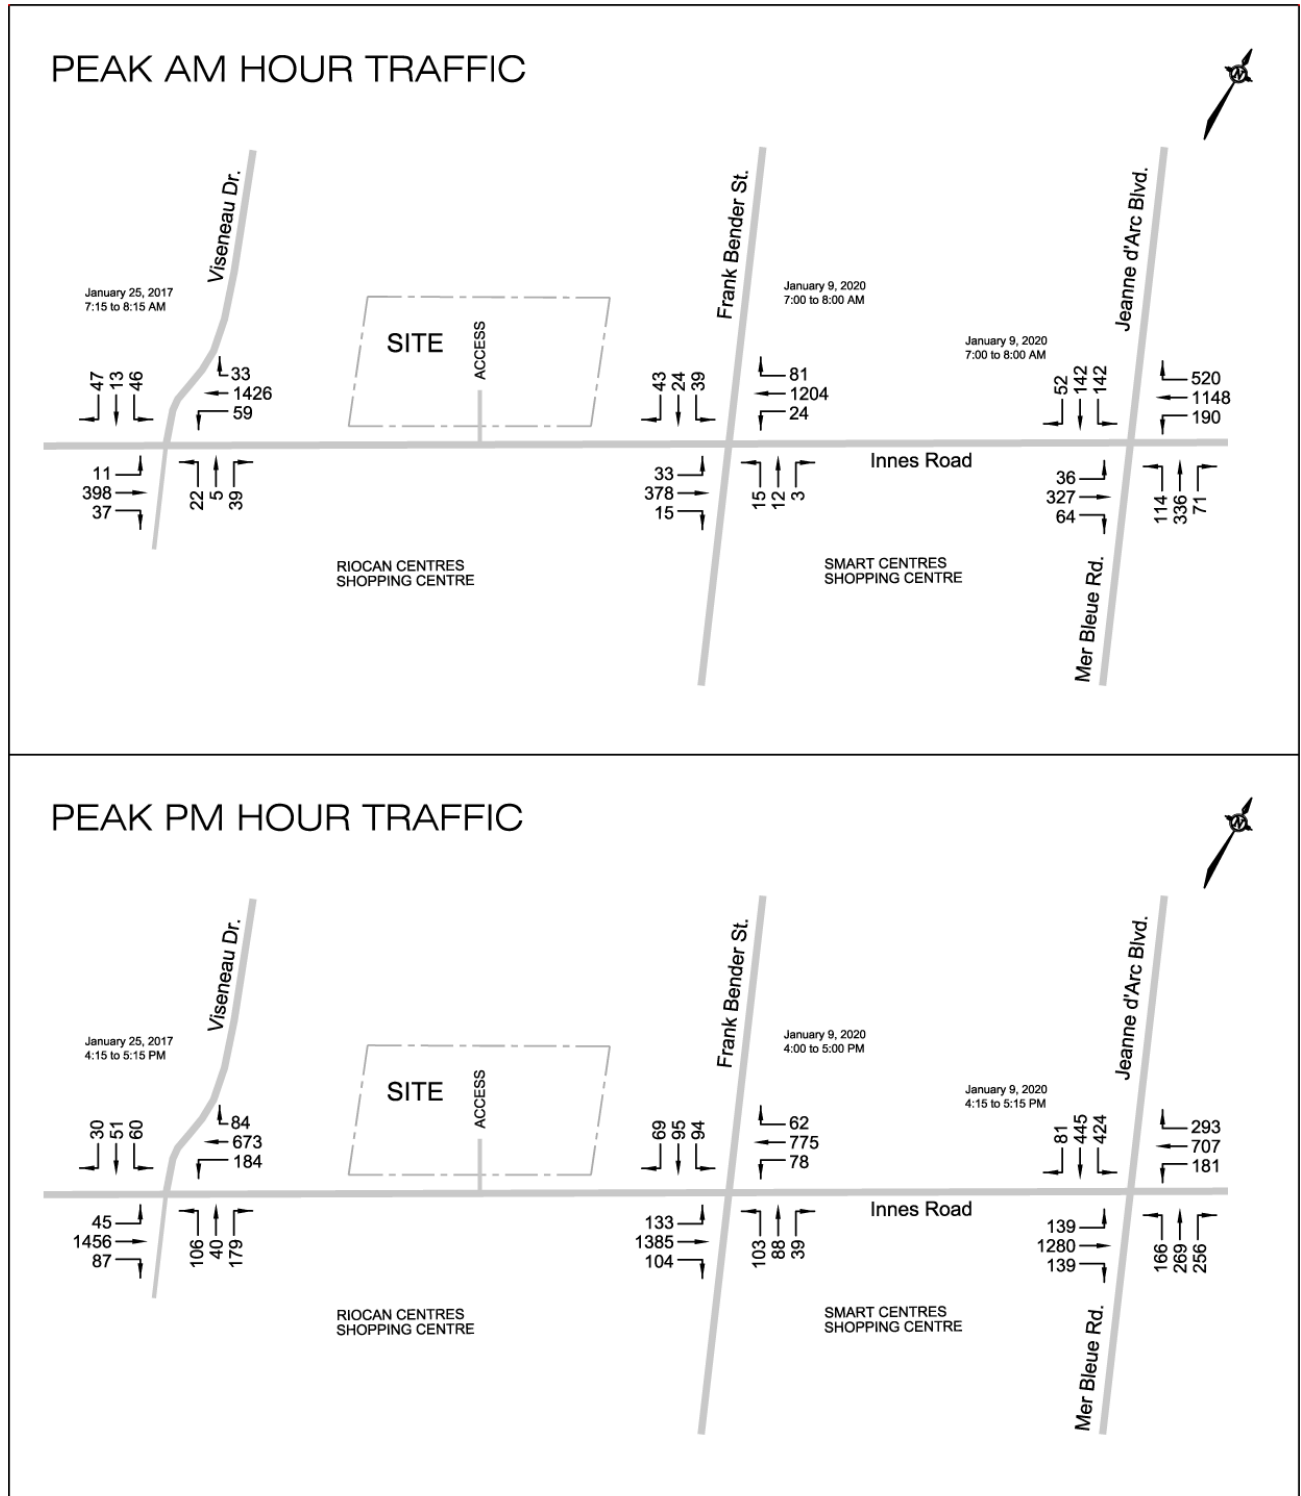 PEAK AM HOUR TRAFFIC
N
Viseneau Dr.
Frank Bender St.
Jeanne d'Arc Blvd.
January 25, 2017
7:15 to 8:15 AM
January 9, 2020
7:00 to 8:00 AM
January 9, 2020
7:00 to 8:00 AM
SITE
ACCESS
47
13
46
33
1426
59
43
24
39
81
1204
24
52
142
142
520
1148
190
Innes Road
11
398
37
22
5
39
33
378
15
15
12
3
36
327
64
114
336
71
RIOCAN CENTRES
SHOPPING CENTRE
SMART CENTRES
SHOPPING CENTRE
Mer Bleue Rd.
PEAK PM HOUR TRAFFIC
N
Viseneau Dr.
Frank Bender St.
Jeanne d'Arc Blvd.
January 25, 2017
4:15 to 5:15 PM
January 9, 2020
4:00 to 5:00 PM
January 9, 2020
4:15 to 5:15 PM
SITE
ACCESS
30
51
60
84
673
184
69
95
94
62
775
78
81
445
424
293
707
181
Innes Road
45
1456
87
106
40
179
133
1385
104
103
88
39
139
1280
139
166
269
256
RIOCAN CENTRES
SHOPPING CENTRE
SMART CENTRES
SHOPPING CENTRE
Mer Bleue Rd.